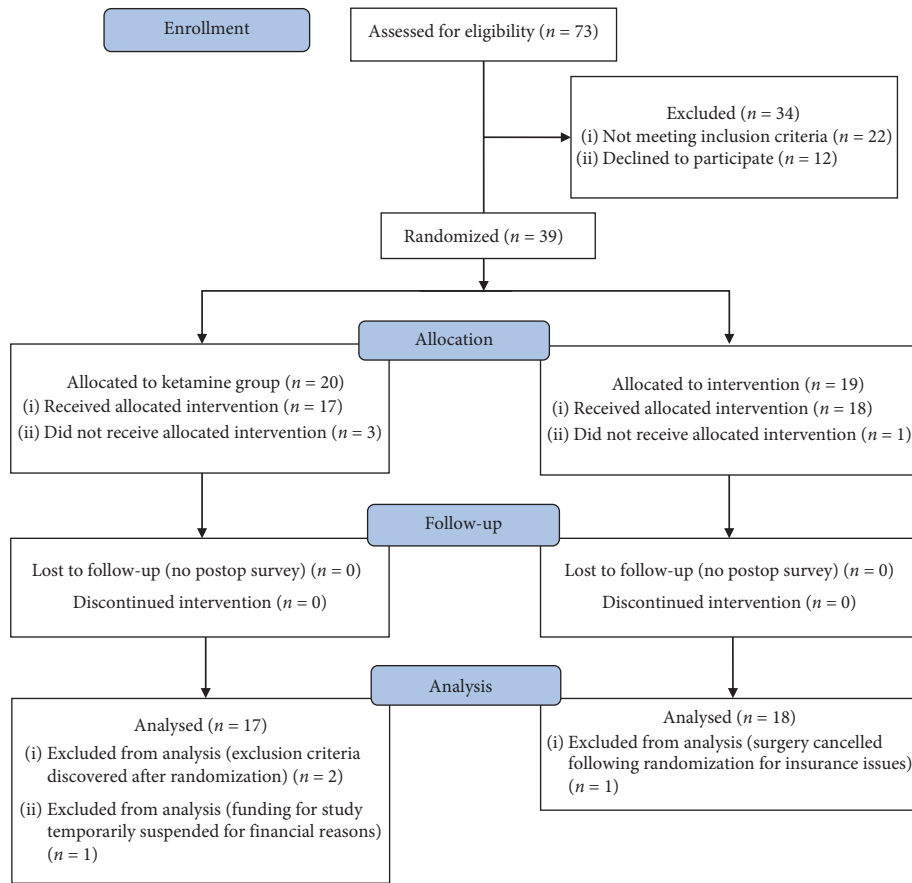 Enrollment
Assessed for eligibility (n = 73)
Excluded (n = 34)
(i) Not meeting inclusion criteria (n = 22)
(ii) Declined to participate (n = 12)
Randomized (n = 39)
Allocation
Allocated to ketamine group (n = 20)
(i) Received allocated intervention (n = 17)
(ii) Did not receive allocated intervention (n = 3)
Allocated to intervention (n = 19)
(i) Received allocated intervention (n = 18)
(ii) Did not receive allocated intervention (n = 1)
Follow-up
Lost to follow-up (no postop survey) (n = 0)
Discontinued intervention (n = 0)
Lost to follow-up (no postop survey) (n = 0)
Discontinued intervention (n = 0)
Analysis
Analysed (n = 17)
(i) Excluded from analysis (exclusion criteria
discovered after randomization) (n = 2)
(ii) Excluded from analysis (funding for study
temporarily suspended for financial reasons)
(n = 1)
Analysed (n = 18)
(i) Excluded from analysis (surgery cancelled
following randomization for insurance issues)
(n = 1)